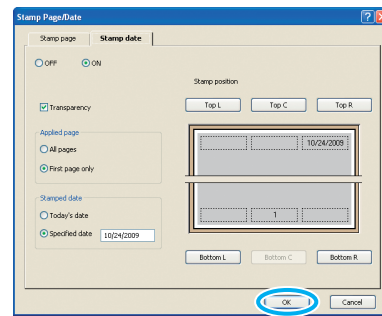 Stamp Page/Date
Stamp page Stamp date
OFF ON
Stamp position
Transparency
Top L Top C Top R
Applied page
All pages
First page only
10/24/2009
Stamped date
Today's date
Specified date 10/24/2009
1
Bottom L Bottom C Bottom R
OK Cancel